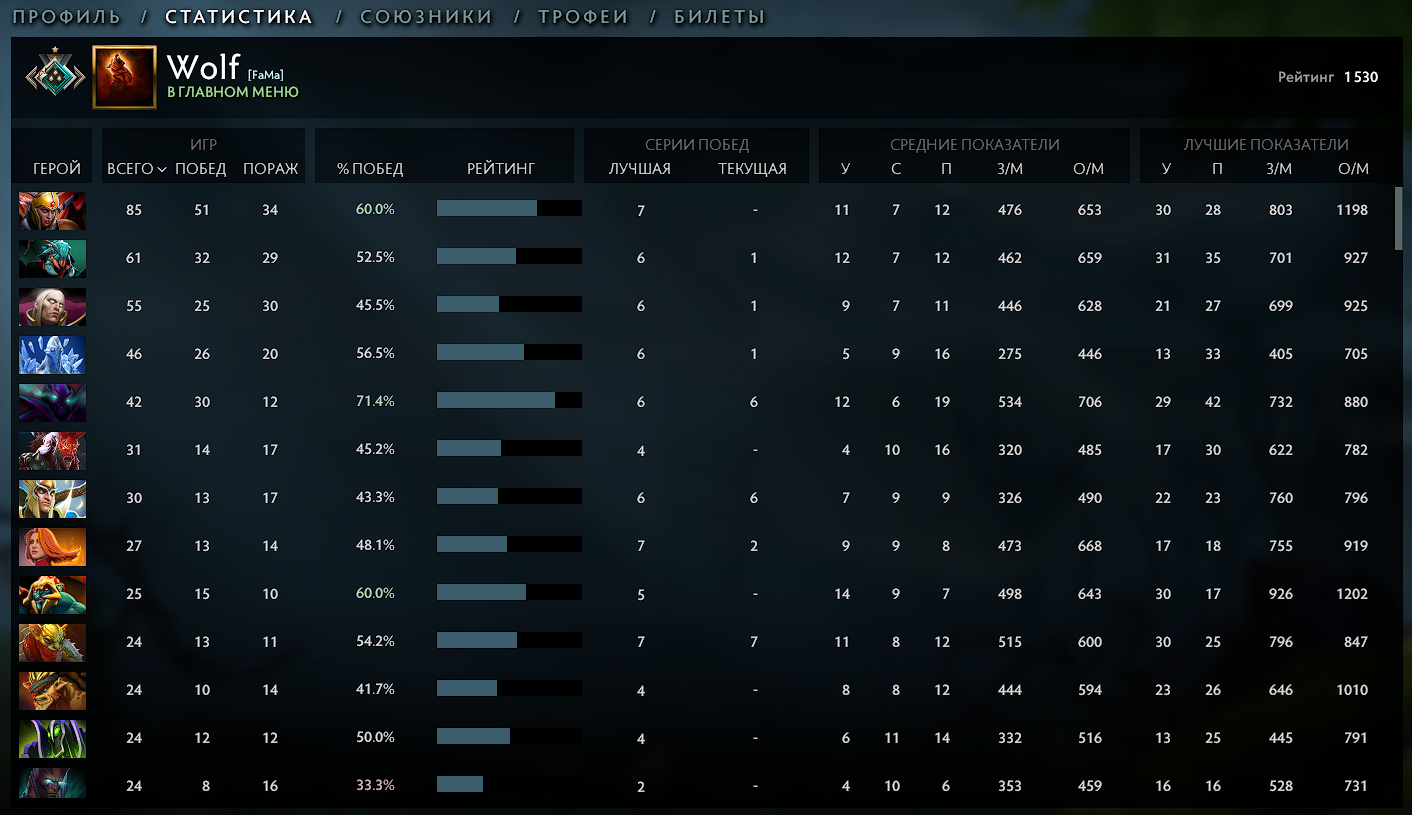 ПРОФИЛЬ / СТАТИСТИКА / СОЮЗНИКИ / ТРОФЕИ / БИЛЕТЫ
Wolf [FaMa]
В ГЛАВНОМ МЕНЮ
Рейтинг 1 530
ИГР СЕРИИ ПОБЕД СРЕДНИЕ ПОКАЗАТЕЛИ ЛУЧШИЕ ПОКАЗАТЕЛИ
ГЕРОЙ ВСЕГО ПОБЕД ПОРАЖ % ПОБЕД РЕЙТИНГ ЛУЧШАЯ ТЕКУЩАЯ У С П З/М О/М У П З/М О/М
85 51 34 60.0% 7 - 11 7 12 476 653 30 28 803 1198
61 32 29 52.5% 6 1 12 7 12 462 659 31 35 701 927
55 25 30 45.5% 6 1 9 7 11 446 628 21 27 699 925
46 26 20 56.5% 6 1 5 9 16 275 446 13 33 405 705
42 30 12 71.4% 6 6 12 6 19 534 706 29 42 732 880
31 14 17 45.2% 4 - 4 10 16 320 485 17 30 622 782
30 13 17 43.3% 6 6 7 9 9 326 490 22 23 760 796
27 13 14 48.1% 7 2 9 9 8 473 668 17 18 755 919
25 15 10 60.0% 5 - 14 9 7 498 643 30 17 926 1202
24 13 11 54.2% 7 7 11 8 12 515 600 30 25 796 847
24 10 14 41.7% 4 - 8 8 12 444 594 23 26 646 1010
24 12 12 50.0% 4 - 6 11 14 332 516 13 25 445 791
24 8 16 33.3% 2 - 4 10 6 353 459 16 16 528 731